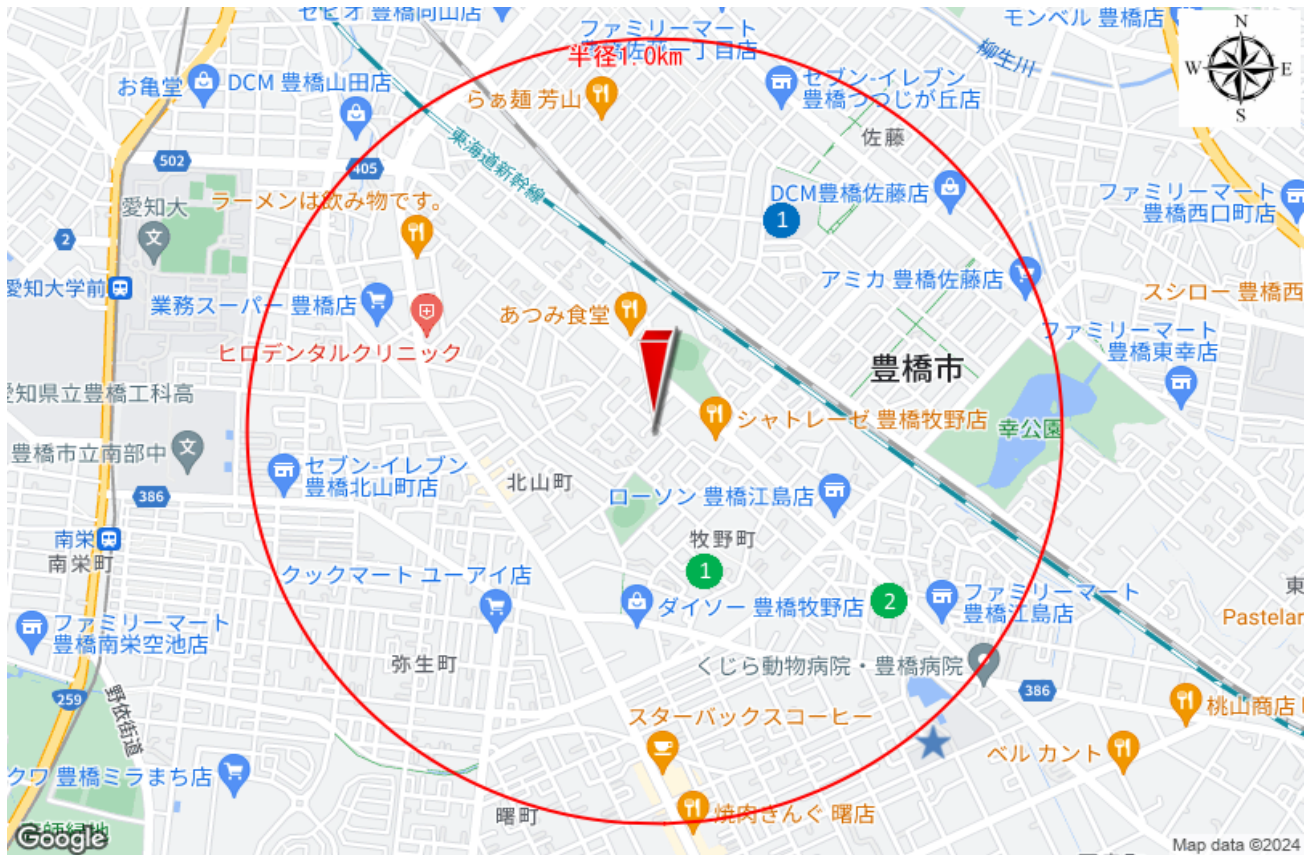 セピオ 豊橋向山店
ファミリーマート
豊橋佐藤一丁目店
半径1.0km
モンベル 豊橋店
柳生川
N
W
E
S
お亀堂
DCM 豊橋山田店
らぁ麺 芳山
セブン-イレブン
豊橋つつじが丘店
佐藤
東海道新幹線
502
405
愛知大
ラーメンは飲み物です。
DCM豊橋佐藤店
ファミリーマート
豊橋西口町店
1
2
愛知大学前
業務スーパー 豊橋店
アミカ 豊橋佐藤店
スシロー 豊橋西
あつみ食堂
ヒロデンタルクリニック
豊橋市
ファミリーマート
豊橋東幸店
愛知県立豊橋工科高
シャトレーゼ 豊橋牧野店
幸公園
豊橋市立南部中
セブン-イレブン
豊橋北山町店
北山町
386
ローソン 豊橋江島店
南栄
南栄町
牧野町
1
クックマート ユーアイ店
ダイソー 豊橋牧野店
2
ファミリーマート
豊橋江島店
東
Pastelar
ファミリーマート
豊橋南栄空池店
弥生町
くじら動物病院・豊橋病院
259
野依街道
386
桃山商店
スターバックスコーヒー
ベル カント
クワ 豊橋ミラまち店
曙町
焼肉きんぐ 曙店
Google
Map data ©2024